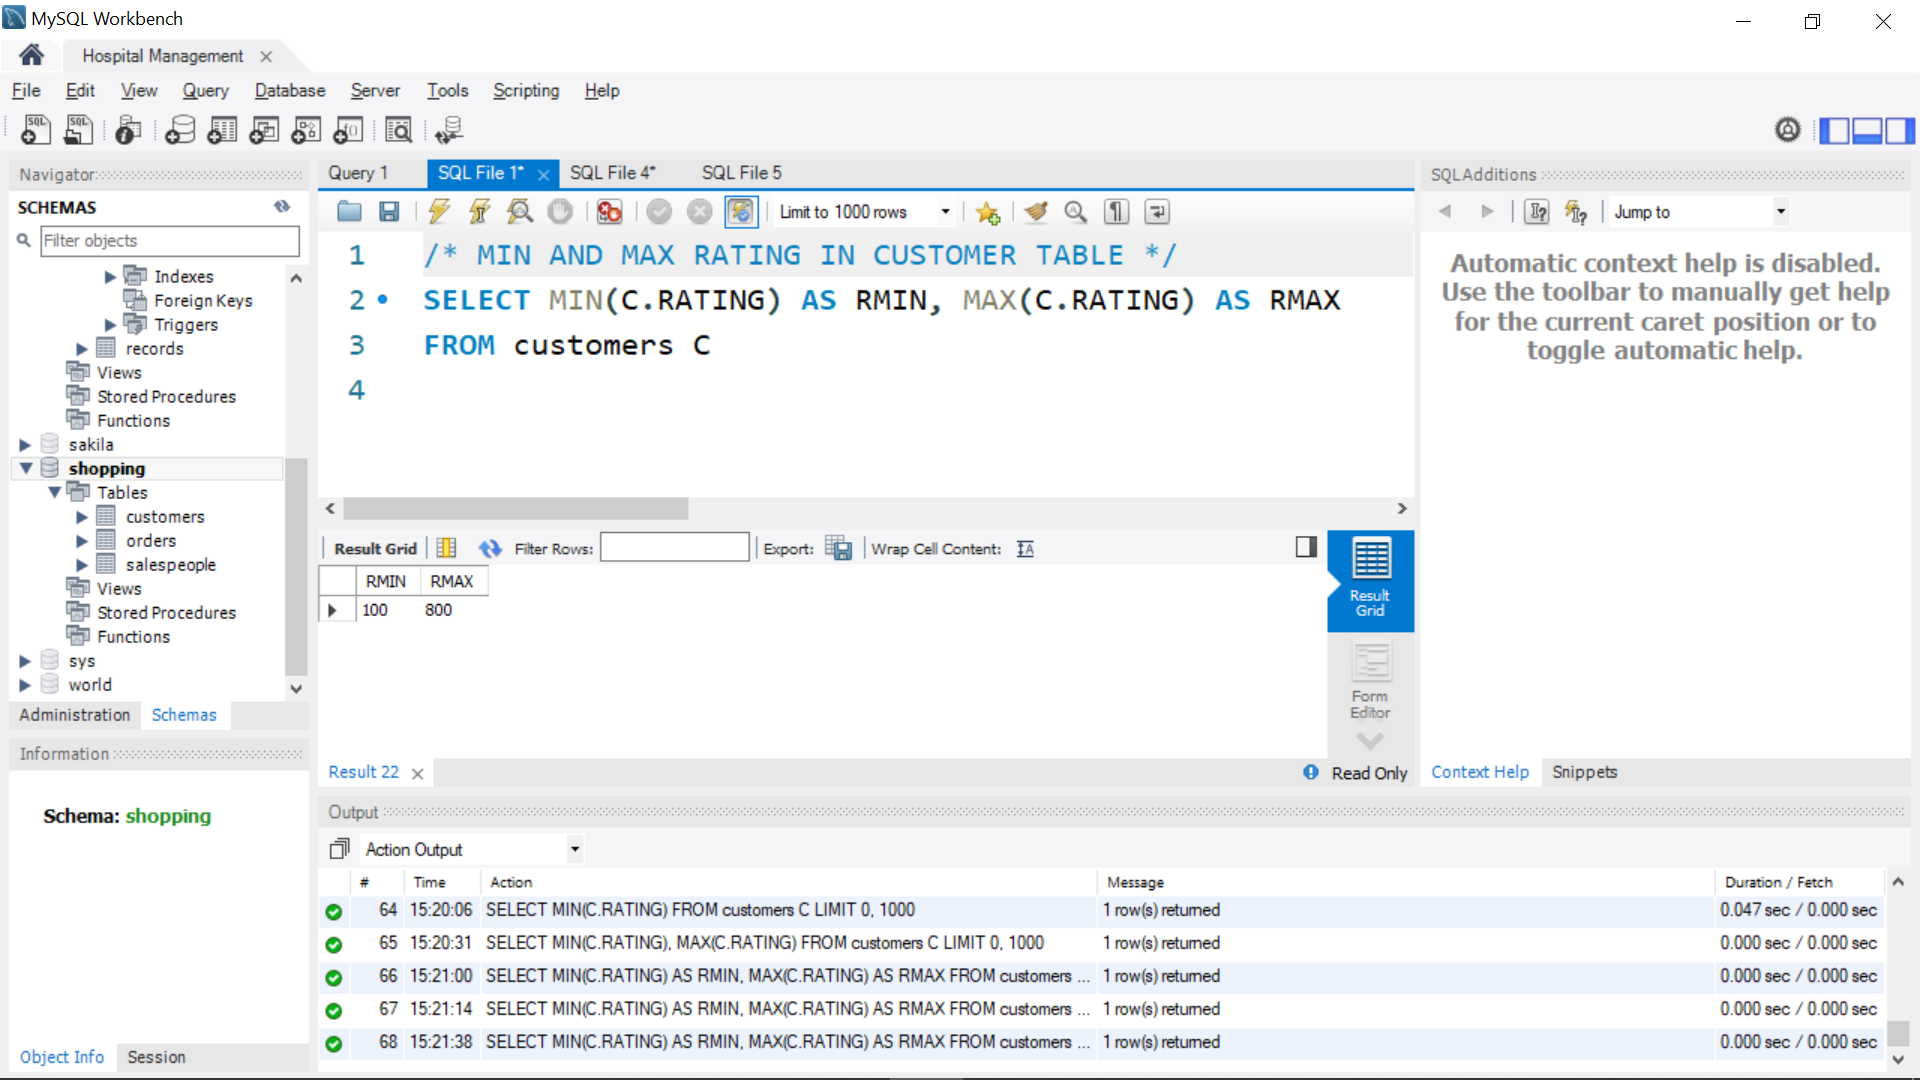 MySQL Workbench
Hospital Management
File Edit View Query Database Server Tools Scripting Help
Navigator
SCHEMAS
Filter objects
Indexes
Foreign Keys
Triggers
records
Views
Stored Procedures
Functions
sakila
shopping
Tables
customers
orders
salespeople
Views
Stored Procedures
Functions
sys
world
Administration Schemas
Information
Schema: shopping
Object Info Session
Query 1 SQL File 1* SQL File 4* SQL File 5
Limit to 1000 rows
1 /* MIN AND MAX RATING IN CUSTOMER TABLE */
2 SELECT MIN(C.RATING) AS RMIN, MAX(C.RATING) AS RMAX
3 FROM customers C
4
Result Grid Filter Rows: Export: Wrap Cell Content:
RMIN RMAX
100 800
Result
Grid
Form
Editor
Result 22 Read Only
SQLAdditions
Jump to
Automatic context help is disabled.
Use the toolbar to manually get help
for the current caret position or to
toggle automatic help.
Context Help Snippets
Output
Action Output
# Time Action Message Duration / Fetch
64 15:20:06 SELECT MIN(C.RATING) FROM customers C LIMIT 0, 1000 1 row(s) returned 0.047 sec / 0.000 sec
65 15:20:31 SELECT MIN(C.RATING), MAX(C.RATING) FROM customers C LIMIT 0, 1000 1 row(s) returned 0.000 sec / 0.000 sec
66 15:21:00 SELECT MIN(C.RATING) AS RMIN, MAX(C.RATING) AS RMAX FROM customers ... 1 row(s) returned 0.000 sec / 0.000 sec
67 15:21:14 SELECT MIN(C.RATING) AS RMIN, MAX(C.RATING) AS RMAX FROM customers ... 1 row(s) returned 0.000 sec / 0.000 sec
68 15:21:38 SELECT MIN(C.RATING) AS RMIN, MAX(C.RATING) AS RMAX FROM customers ... 1 row(s) returned 0.000 sec / 0.000 sec